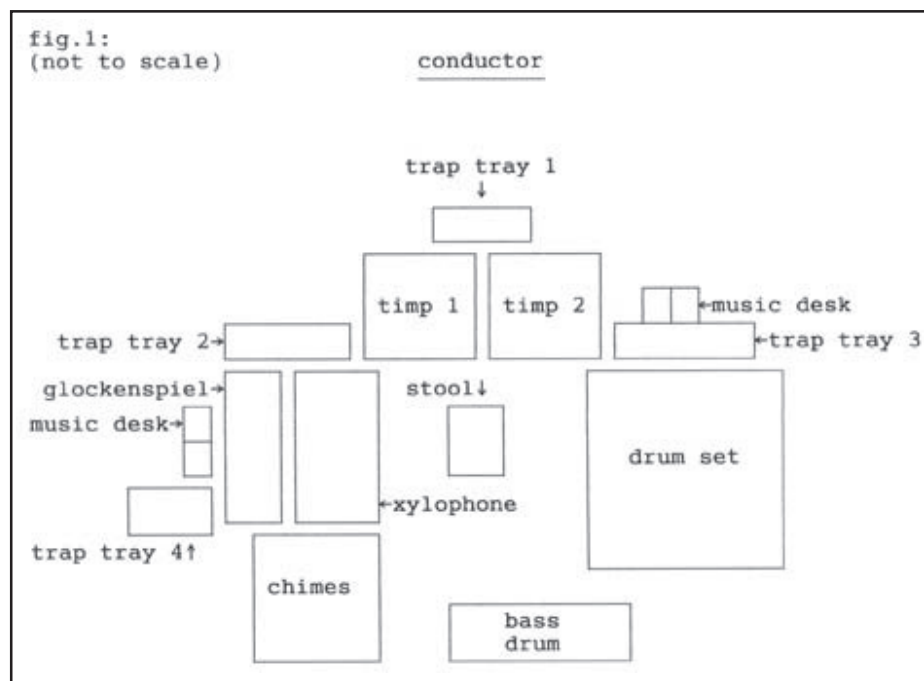 fig.1:
(not to scale)
conductor
trap tray 1
↓
timp 1
timp 2
←music desk
trap tray 2→
←trap tray 3
glockenspiel→
stool↓
music desk→
drum set
←xylophone
trap tray 4↑
chimes
bass
drum